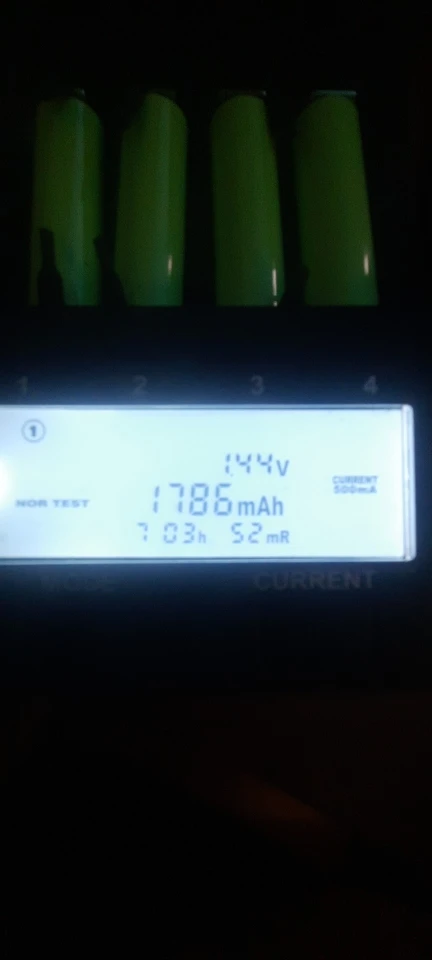 1 2 3 4
1
1.44V
CURRENT
500mA
NOR TEST
1786mAh
7 03h 52mR
MODE CURRENT